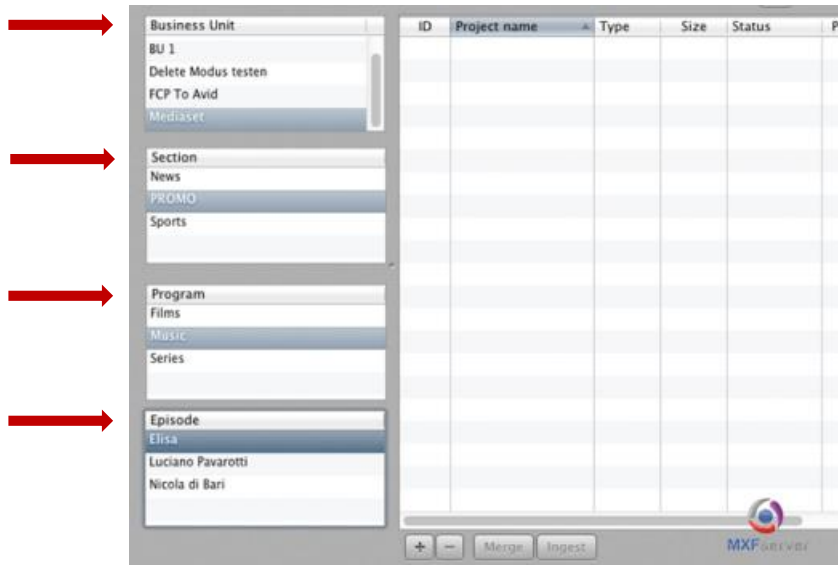 Business Unit
BU 1
Delete Modus testen
FCP To Avid
Mediaset
Section
News
PROMO
Sports
Program
Films
Music
Series
Episode
Elisa
Luciano Pavarotti
Nicola di Bari
ID Project name Type Size Status P
+ - Merge Ingest
MXFserver